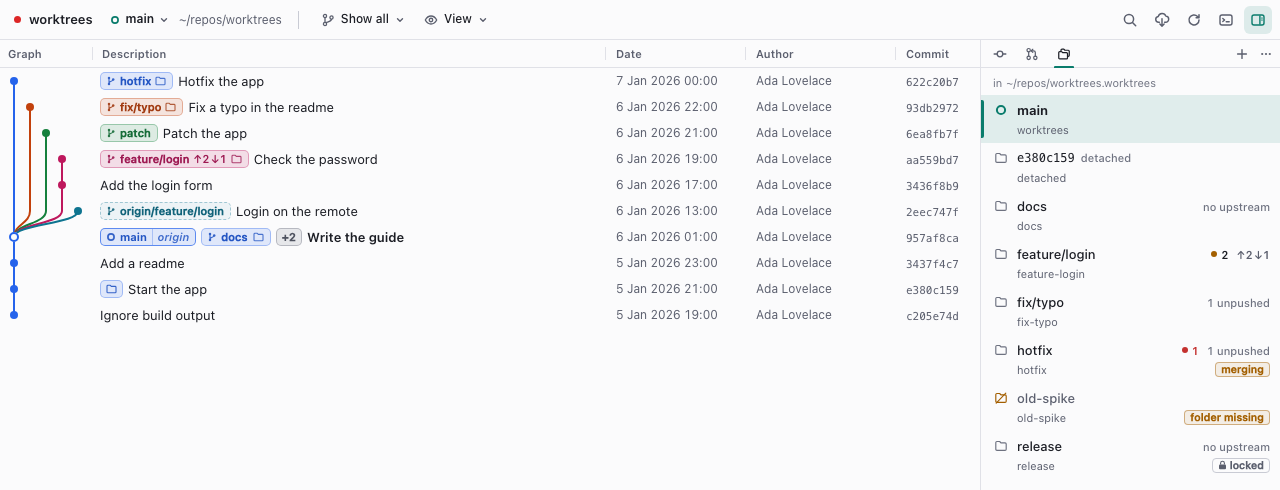 worktrees main ~/repos/worktrees Show all View
Graph Description Date Author Commit
hotfix Hotfix the app 7 Jan 2026 00:00 Ada Lovelace 622c20b7
fix/typo Fix a typo in the readme 6 Jan 2026 22:00 Ada Lovelace 93db2972
patch Patch the app 6 Jan 2026 21:00 Ada Lovelace 6ea8fb7f
feature/login ↑2↓1 Check the password 6 Jan 2026 19:00 Ada Lovelace aa559bd7
Add the login form 6 Jan 2026 17:00 Ada Lovelace 3436f8b9
origin/feature/login Login on the remote 6 Jan 2026 13:00 Ada Lovelace 2eec747f
main origin docs +2 Write the guide 6 Jan 2026 01:00 Ada Lovelace 957af8ca
Add a readme 5 Jan 2026 23:00 Ada Lovelace 3437f4c7
Start the app 5 Jan 2026 21:00 Ada Lovelace e380c159
Ignore build output 5 Jan 2026 19:00 Ada Lovelace c205e74d
in ~/repos/worktrees.worktrees
main
worktrees
e380c159 detached
detached
docs no upstream
docs
feature/login 2 ↑2↓1
feature-login
fix/typo 1 unpushed
fix-typo
hotfix 1 1 unpushed
hotfix merging
old-spike
old-spike folder missing
release no upstream
release locked